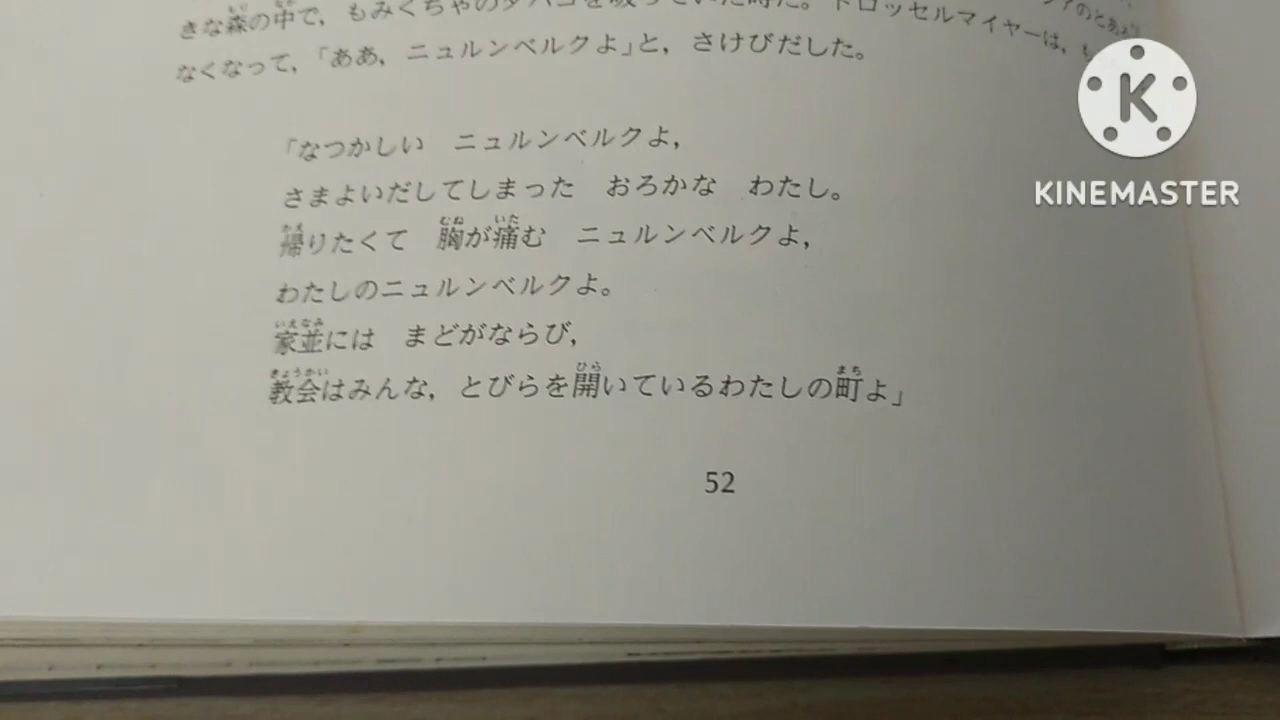 きな森の中で，もみくちゃのタバコを吸っていた時だ。ドロッセルマイヤーは，
なくなって，「ああ，ニュルンベルクよ」と，さけびだした。
「なつかしい　ニュルンベルクよ，
さまよいだしてしまった　おろかな　わたし。
帰りたくて　胸が痛む　ニュルンベルクよ，
わたしのニュルンベルクよ。
家並には　まどがならび，
教会はみんな，とびらを開いているわたしの町よ」
52
K
KINEMASTER